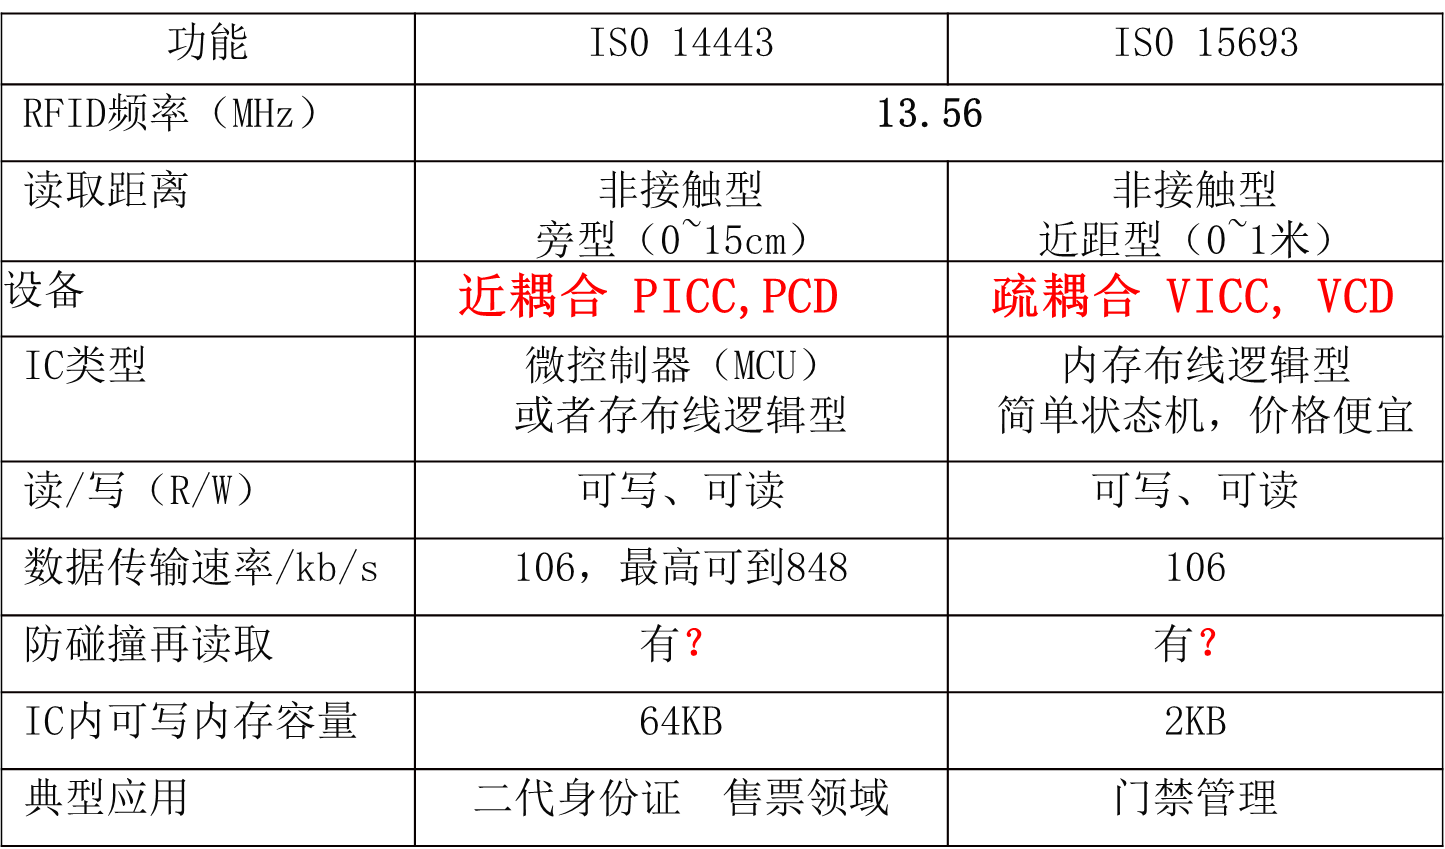 功能 ISO 14443 ISO 15693
RFID频率（MHz） 13.56
读取距离 非接触型 非接触型
旁型（0~15cm） 近距型（0~1米）
设备 近耦合 PICC,PCD 疏耦合 VICC, VCD
IC类型 微控制器（MCU） 内存布线逻辑型
或者存布线逻辑型 简单状态机，价格便宜
读/写（R/W） 可写、可读 可写、可读
数据传输速率/kb/s 106，最高可到848 106
防碰撞再读取 有？ 有？
IC内可写内存容量 64KB 2KB
典型应用 二代身份证 售票领域 门禁管理